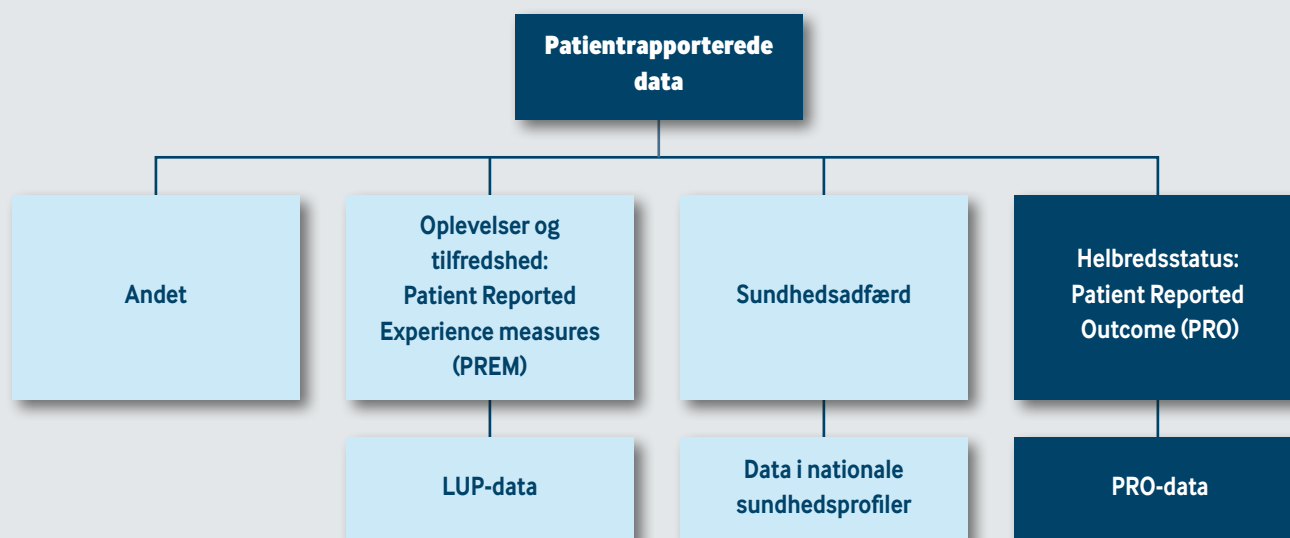 Patientrapporterede
data
Andet
Oplevelser og
tilfredshed:
Patient Reported
Experience measures
(PREM)
Sundhedsadfærd
Helbredsstatus:
Patient Reported
Outcome (PRO)
LUP-data
Data i nationale
sundhedsprofiler
PRO-data